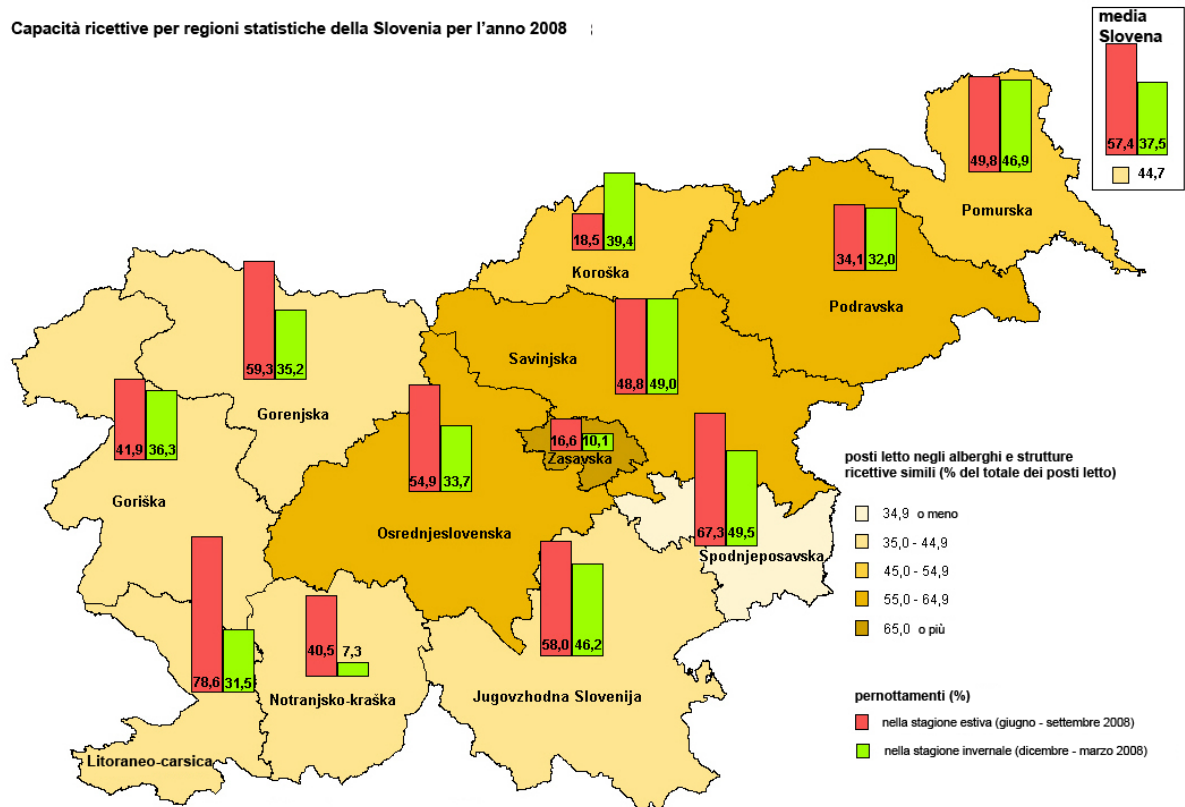 Capacità ricettive per regioni statistiche della Slovenia per l'anno 2008 :
media
Slovena
57,4 37,5
44,7
49,8 46,9
Pomurska
18,5 39,4
Koroška
34,1 32,0
Podravska
59,3 35,2
Gorenjska
Savinjska
48,8 49,0
41,9 36,3
Goriška
54,9 33,7
Osrednjeslovenska
16,6 10,1
Zasavska
67,3 49,5
Spodnjeposavska
78,6 31,5
Litoraneo-carsica
40,5 7,3
Notranjsko-kraška
58,0 46,2
Jugovzhodna Slovenija
posti letto negli alberghi e strutture
ricettive simili (% del totale dei posti letto)
34,9 o meno
35,0 - 44,9
45,0 - 54,9
55,0 - 64,9
65,0 o più
pernottamenti (%)
nella stagione estiva (giugno - settembre 2008)
nella stagione invernale (dicembre - marzo 2008)